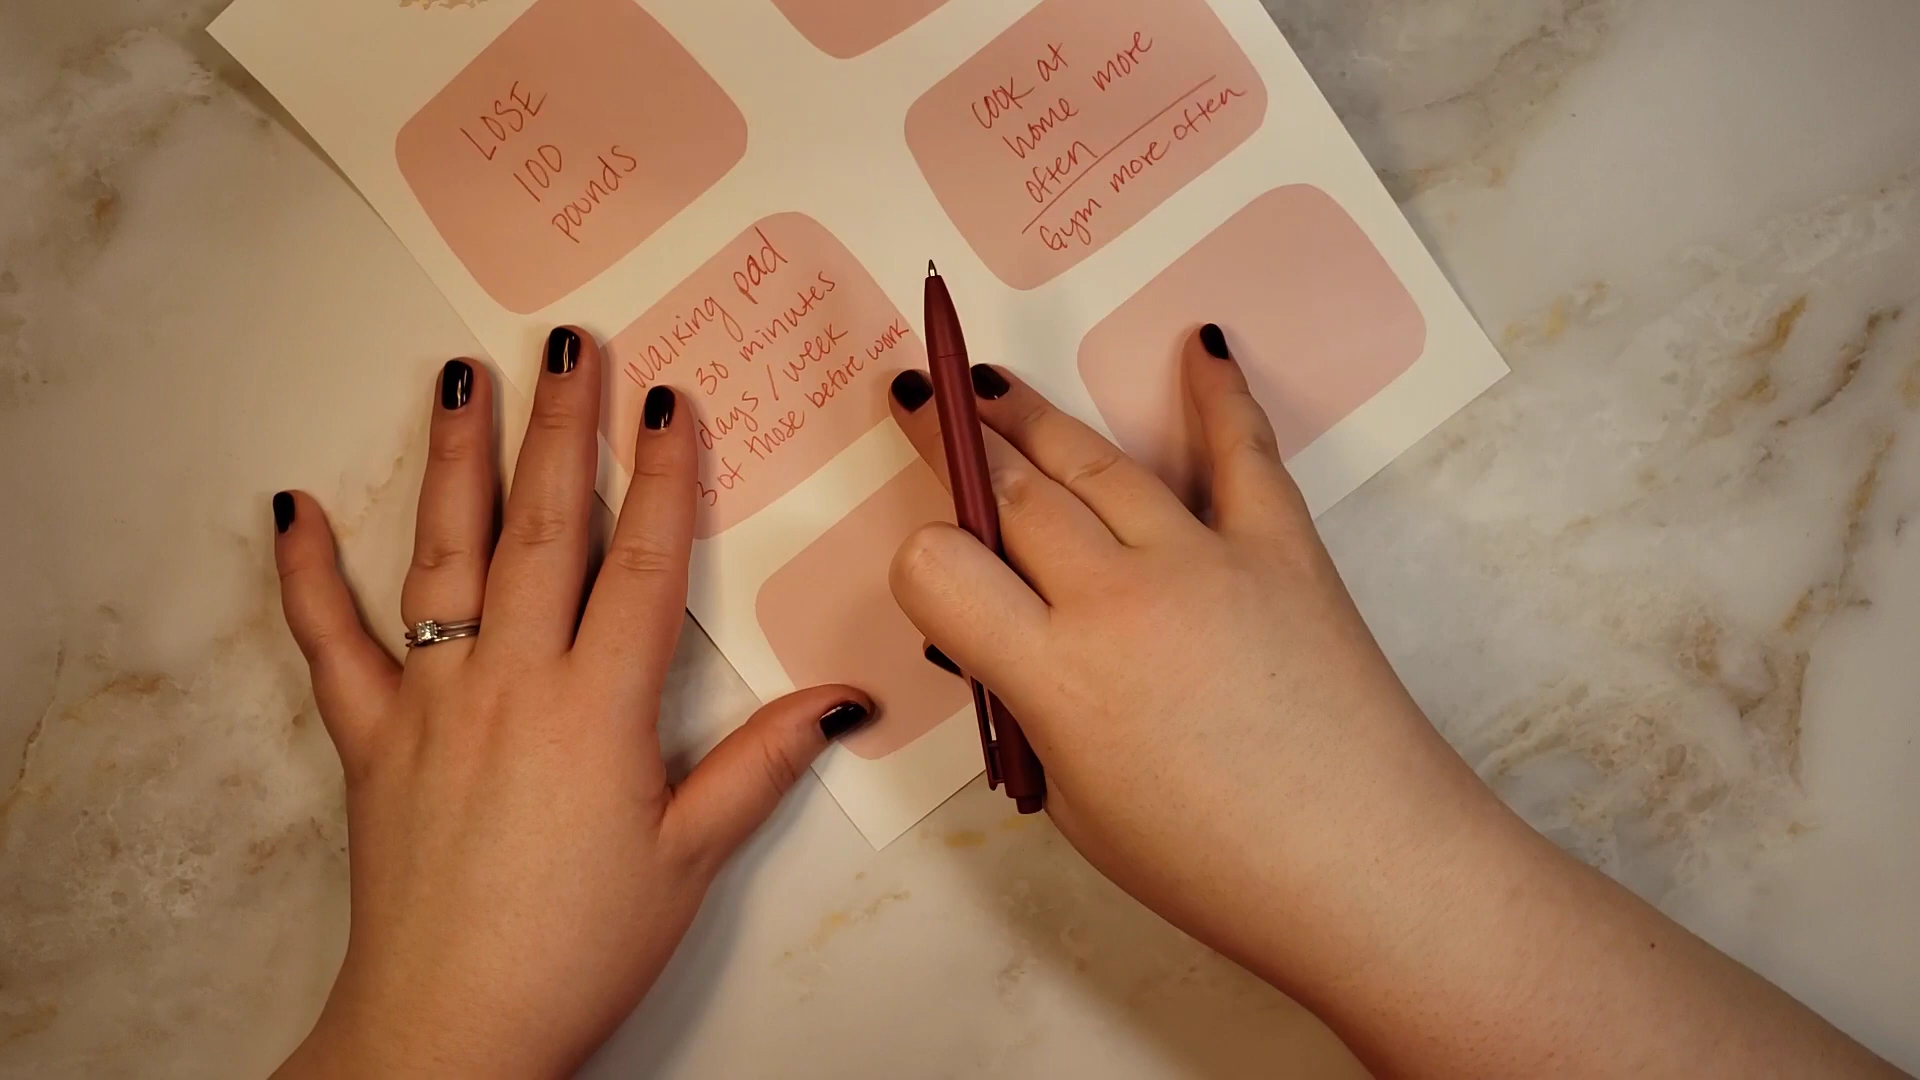 LOSE
100
pounds
cook at
home more
often
Gym more often
Walking pad
30 minutes
days / week
3 of those before work